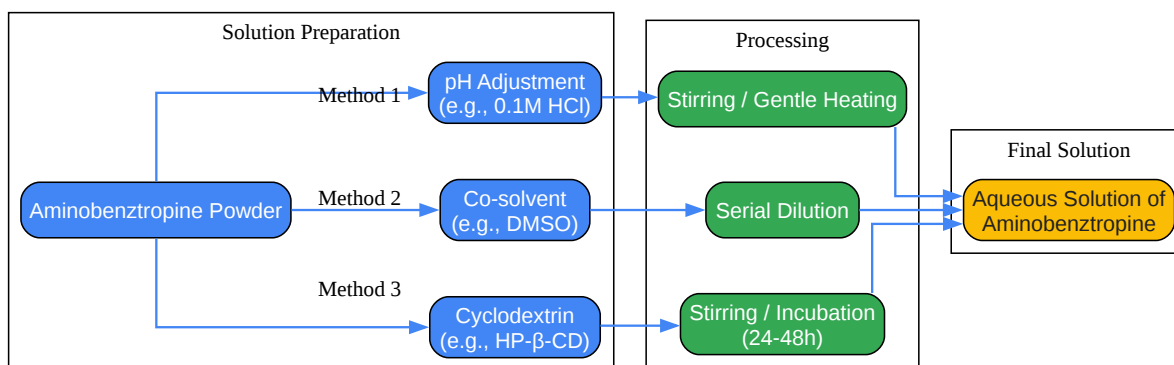 Solution Preparation
Processing
Final Solution
Aminobenztropine Powder
Method 1
pH Adjustment
(e.g., 0.1M HCl)
Stirring / Gentle Heating
Method 2
Co-solvent
(e.g., DMSO)
Serial Dilution
Method 3
Cyclodextrin
(e.g., HP-β-CD)
Stirring / Incubation
(24-48h)
Aqueous Solution of
Aminobenztropine